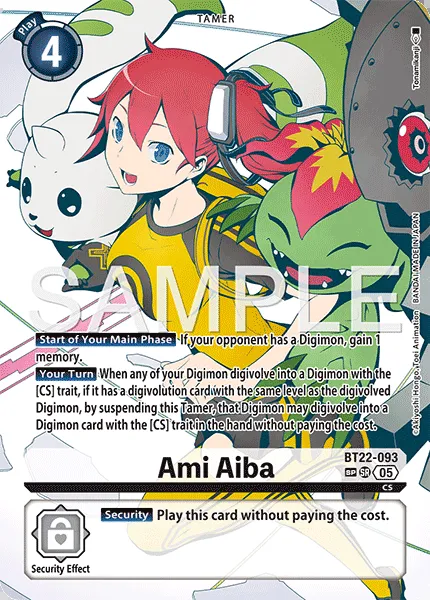 TAMER
Play
4
Tonamikanji
SAMPLE
Start of Your Main Phase If your opponent has a Digimon, gain 1
memory.
Your Turn When any of your Digimon digivolve into a Digimon with the
[CS] trait, if it has a digivolution card with the same level as the digivolved
Digimon, by suspending this Tamer, that Digimon may digivolve into a
Digimon card with the [CS] trait in the hand without paying the cost.
©Akiyoshi Hongo, Toei Animation BANDAI MADE IN JAPAN
BT22-093
Ami Aiba
SP SR 05
CS
Security Play this card without paying the cost.
Security Effect